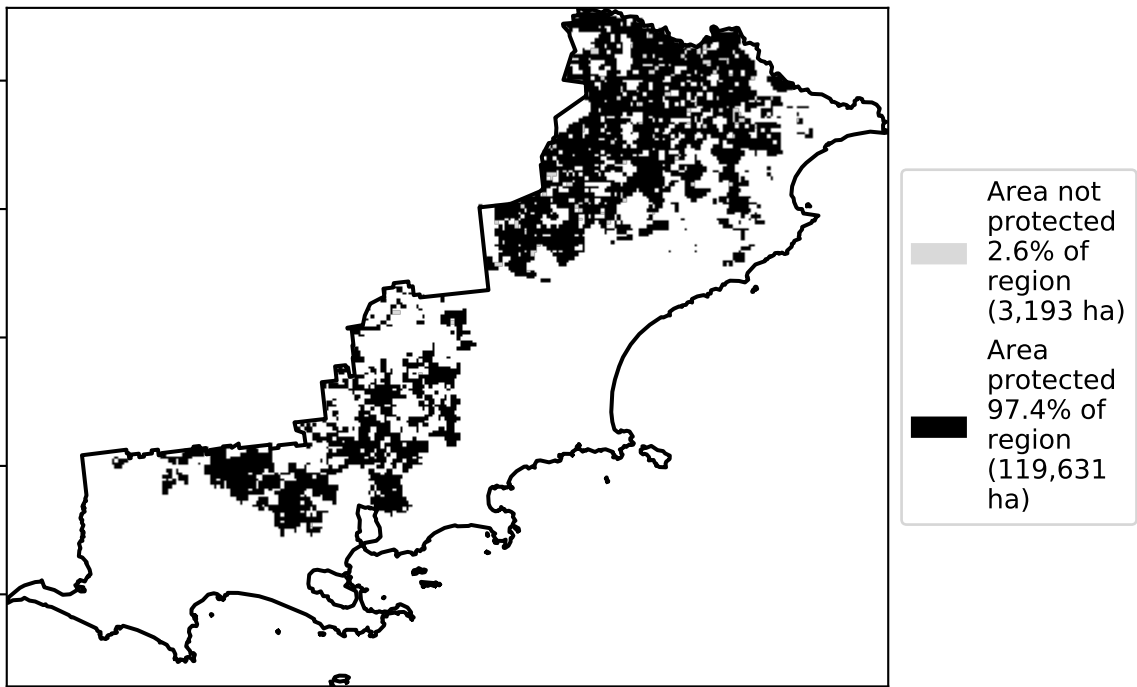 Area not
protected
2.6% of
region
(3,193 ha)
Area
protected
97.4% of
region
(119,631
ha)